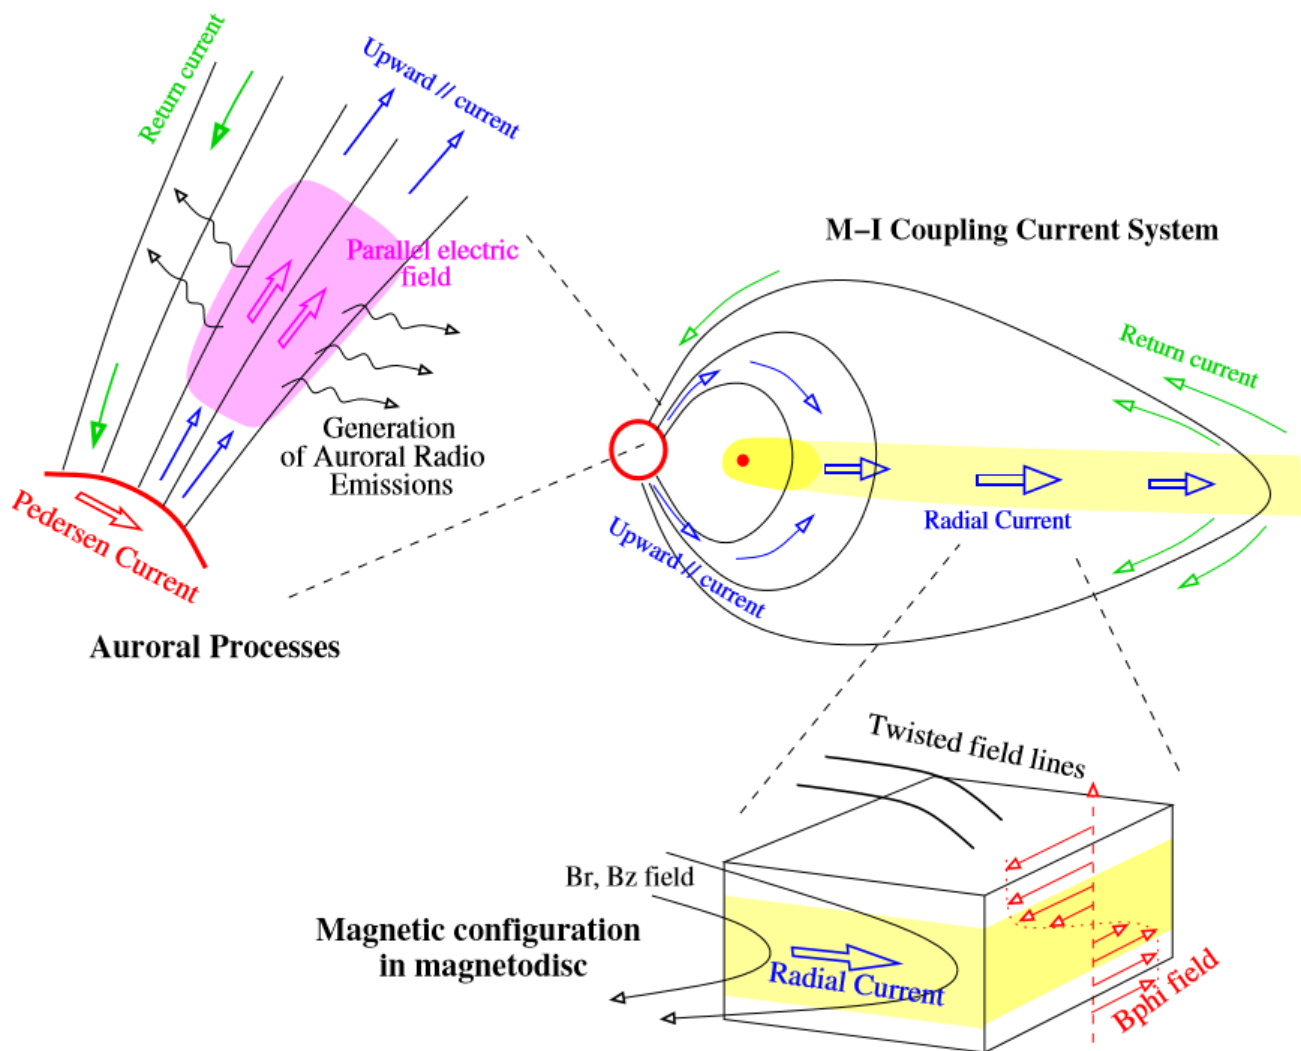 Return current
Upward // current
Parallel electric
field
Generation
of Auroral Radio
Emissions
Pedersen Current
Auroral Processes
M–I Coupling Current System
Return current
Radial Current
Upward // current
Twisted field lines
Br, Bz field
Magnetic configuration
in magnetodisc
Radial Current
Bphi field